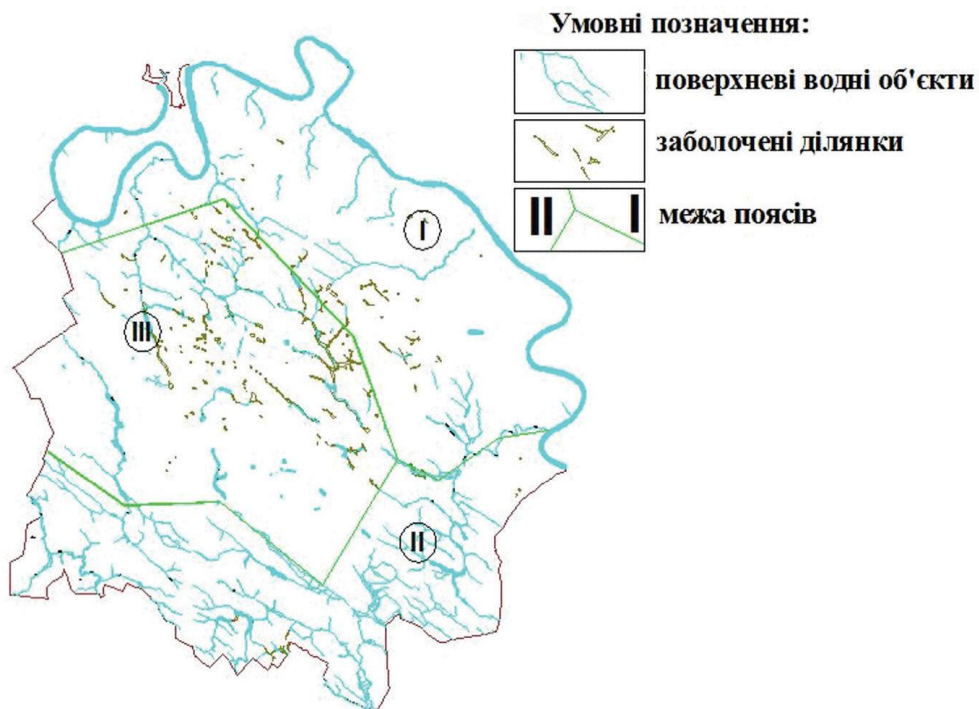 Умовні позначення:
поверхневі водні об'єкти
заболочені ділянки
II I
межа поясів
I
III
II